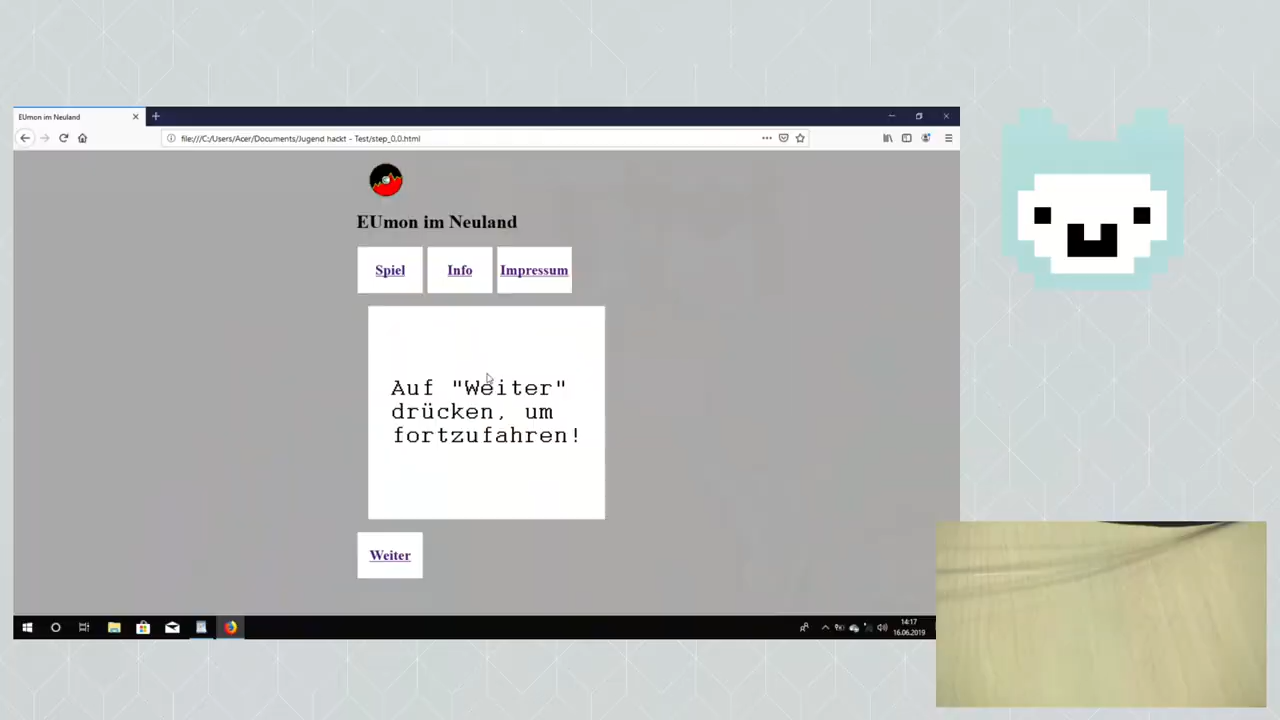 EUmon im Neuland
file:///C:/Users/Acer/Documents/Jugend hackt - Test/step_0.0.html
EUmon im Neuland
Spiel Info Impressum
Auf "Weiter"
drücken, um
fortzufahren!
Weiter
14:17
16.06.2019